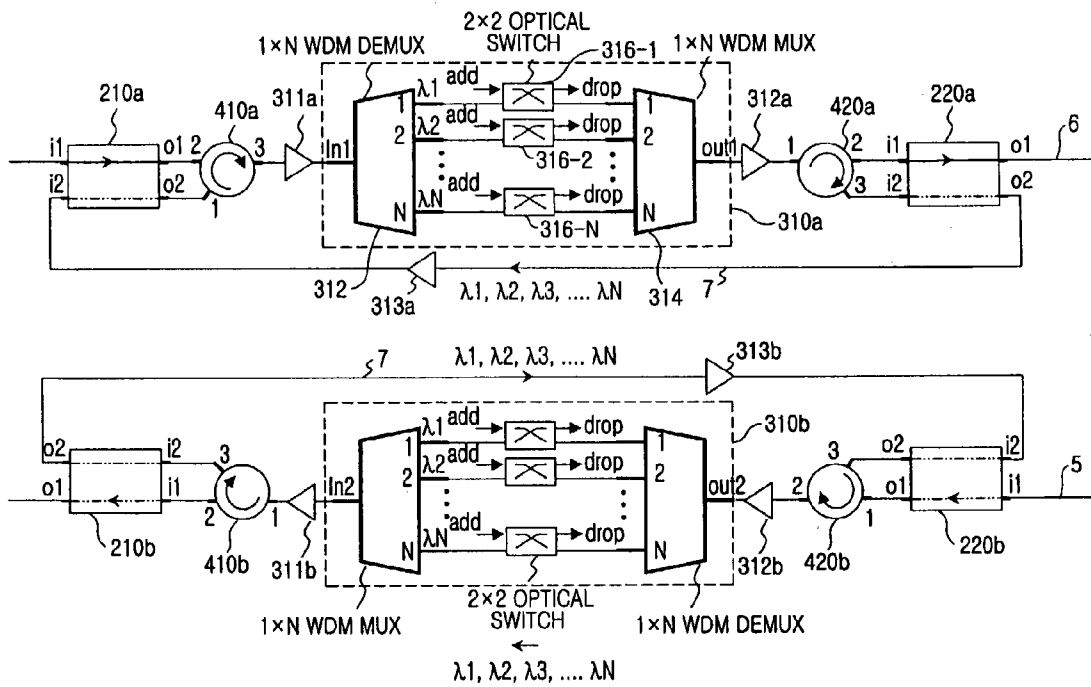 2×2 OPTICAL
SWITCH
1×N WDM DEMUX
316-1
1×N WDM MUX
210a
410a
311a
add
drop
λ1
1
1
312a
420a
220a
i1
o1
2
3
In1
add
drop
λ2
2
2
out1
1
2
i1
o1
6
316-2
i2
o2
1
3
i2
o2
add
drop
λN
N
N
316-N
310a
312
313a
λ1, λ2, λ3, .... λN
314
7
7
λ1, λ2, λ3, .... λN
313b
add
drop
λ1
1
1
310b
o2
i2
3
add
drop
λ2
2
2
3
o2
i2
5
o1
i1
2
1
In2
out2
2
1
o1
i1
add
drop
λN
N
N
210b
410b
311b
312b
420b
220b
2×2 OPTICAL
SWITCH
1×N WDM MUX
1×N WDM DEMUX
λ1, λ2, λ3, .... λN